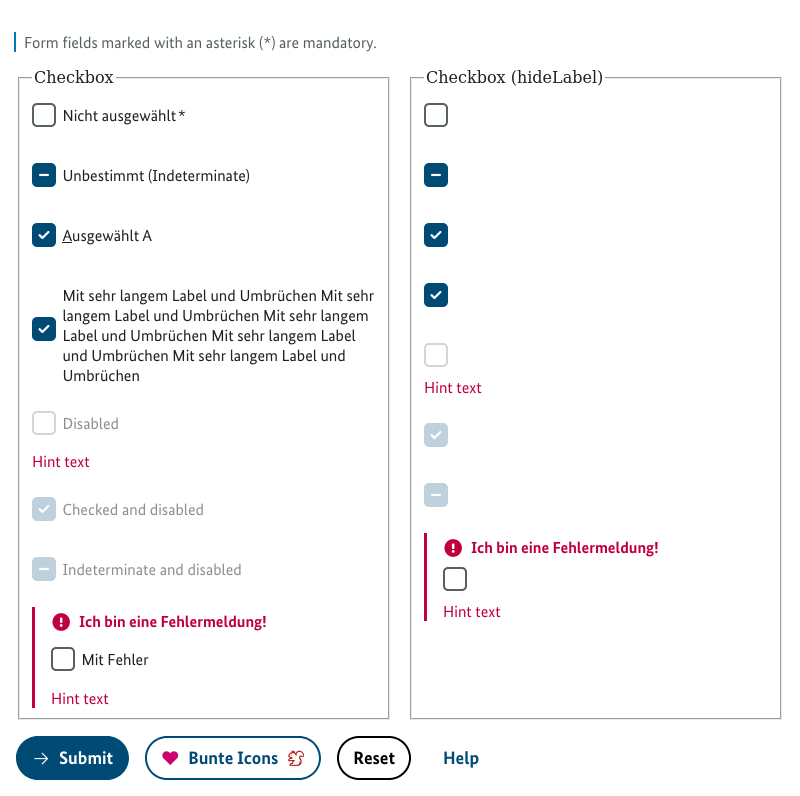 Form fields marked with an asterisk (*) are mandatory.
Checkbox
Nicht ausgewählt *
Unbestimmt (Indeterminate)
Ausgewählt A
Mit sehr langem Label und Umbrüchen Mit sehr
langem Label und Umbrüchen Mit sehr langem
Label und Umbrüchen Mit sehr langem Label
und Umbrüchen Mit sehr langem Label und
Umbrüchen
Disabled
Hint text
Checked and disabled
Indeterminate and disabled
Ich bin eine Fehlermeldung!
Mit Fehler
Hint text
Checkbox (hideLabel)
Hint text
Ich bin eine Fehlermeldung!
Hint text
Submit
Bunte Icons
Reset
Help